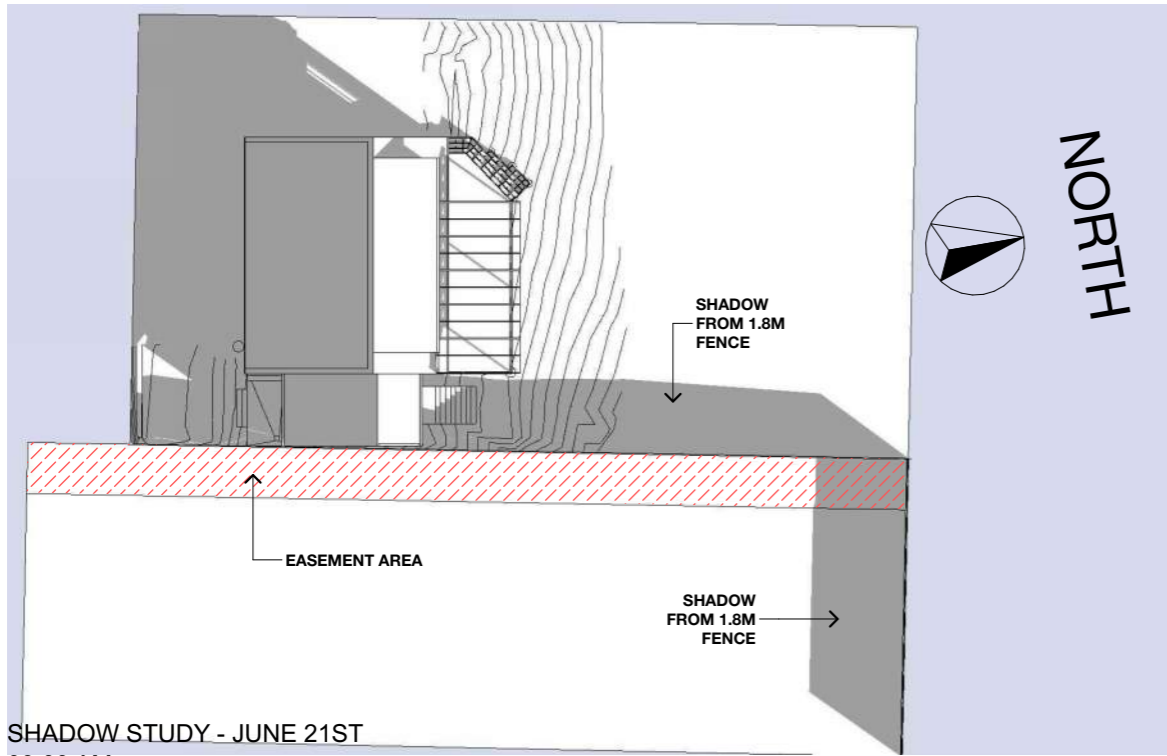 NORTH
SHADOW
FROM 1.8M
FENCE
EASEMENT AREA
SHADOW
FROM 1.8M
FENCE
SHADOW STUDY - JUNE 21ST